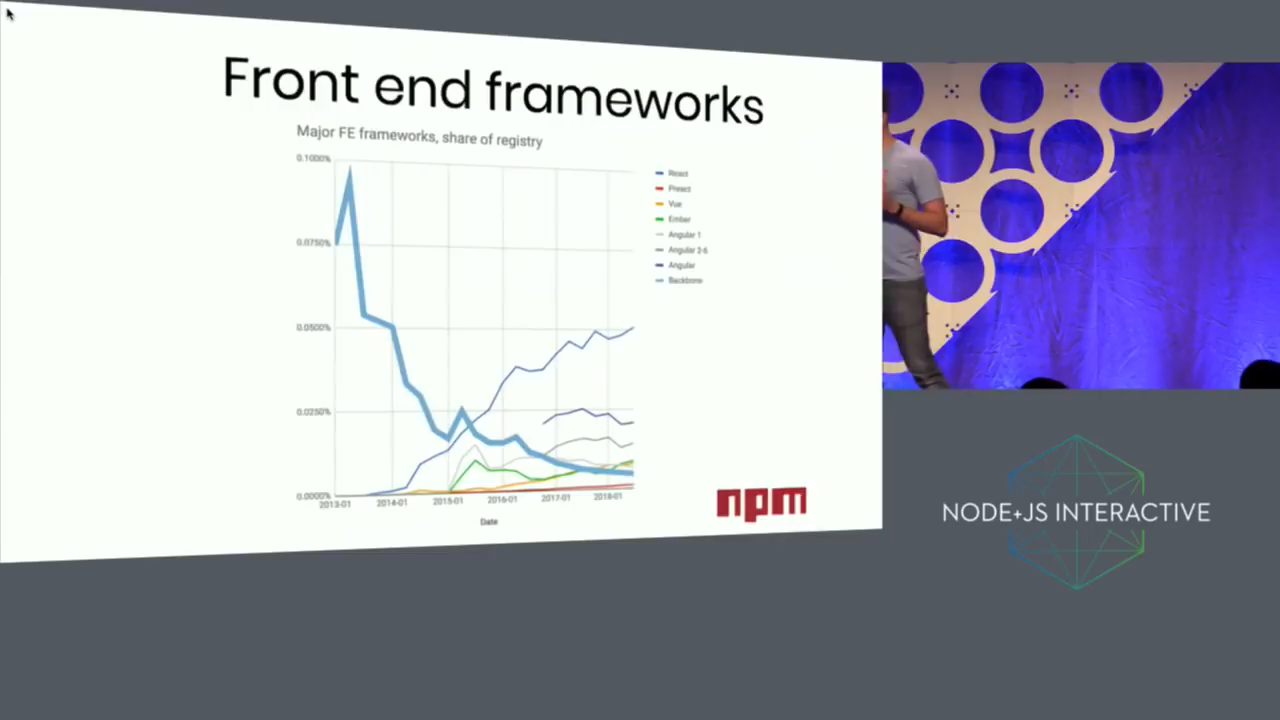 Front end frameworks
Major FE frameworks, share of registry
0.1000%
0.0750%
0.0500%
0.0250%
0.0000%
2013-01
2014-01
2015-01
2016-01
2017-01
2018-01
Date
React
Preact
Vue
Ember
Angular 1
Angular 2-6
Angular
Backbone
npm
NODE+JS INTERACTIVE